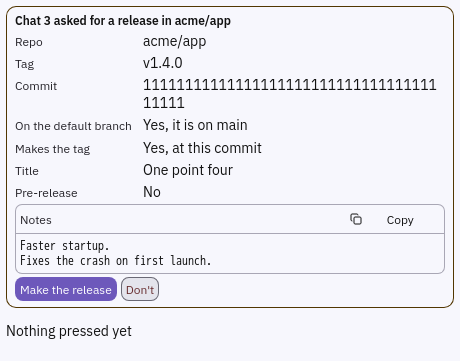 Chat 3 asked for a release in acme/app
Repo acme/app
Tag v1.4.0
Commit 11111111111111111111111111111111111
11111
On the default branch Yes, it is on main
Makes the tag Yes, at this commit
Title One point four
Pre-release No
Notes Copy
Faster startup.
Fixes the crash on first launch.
Make the release Don't
Nothing pressed yet